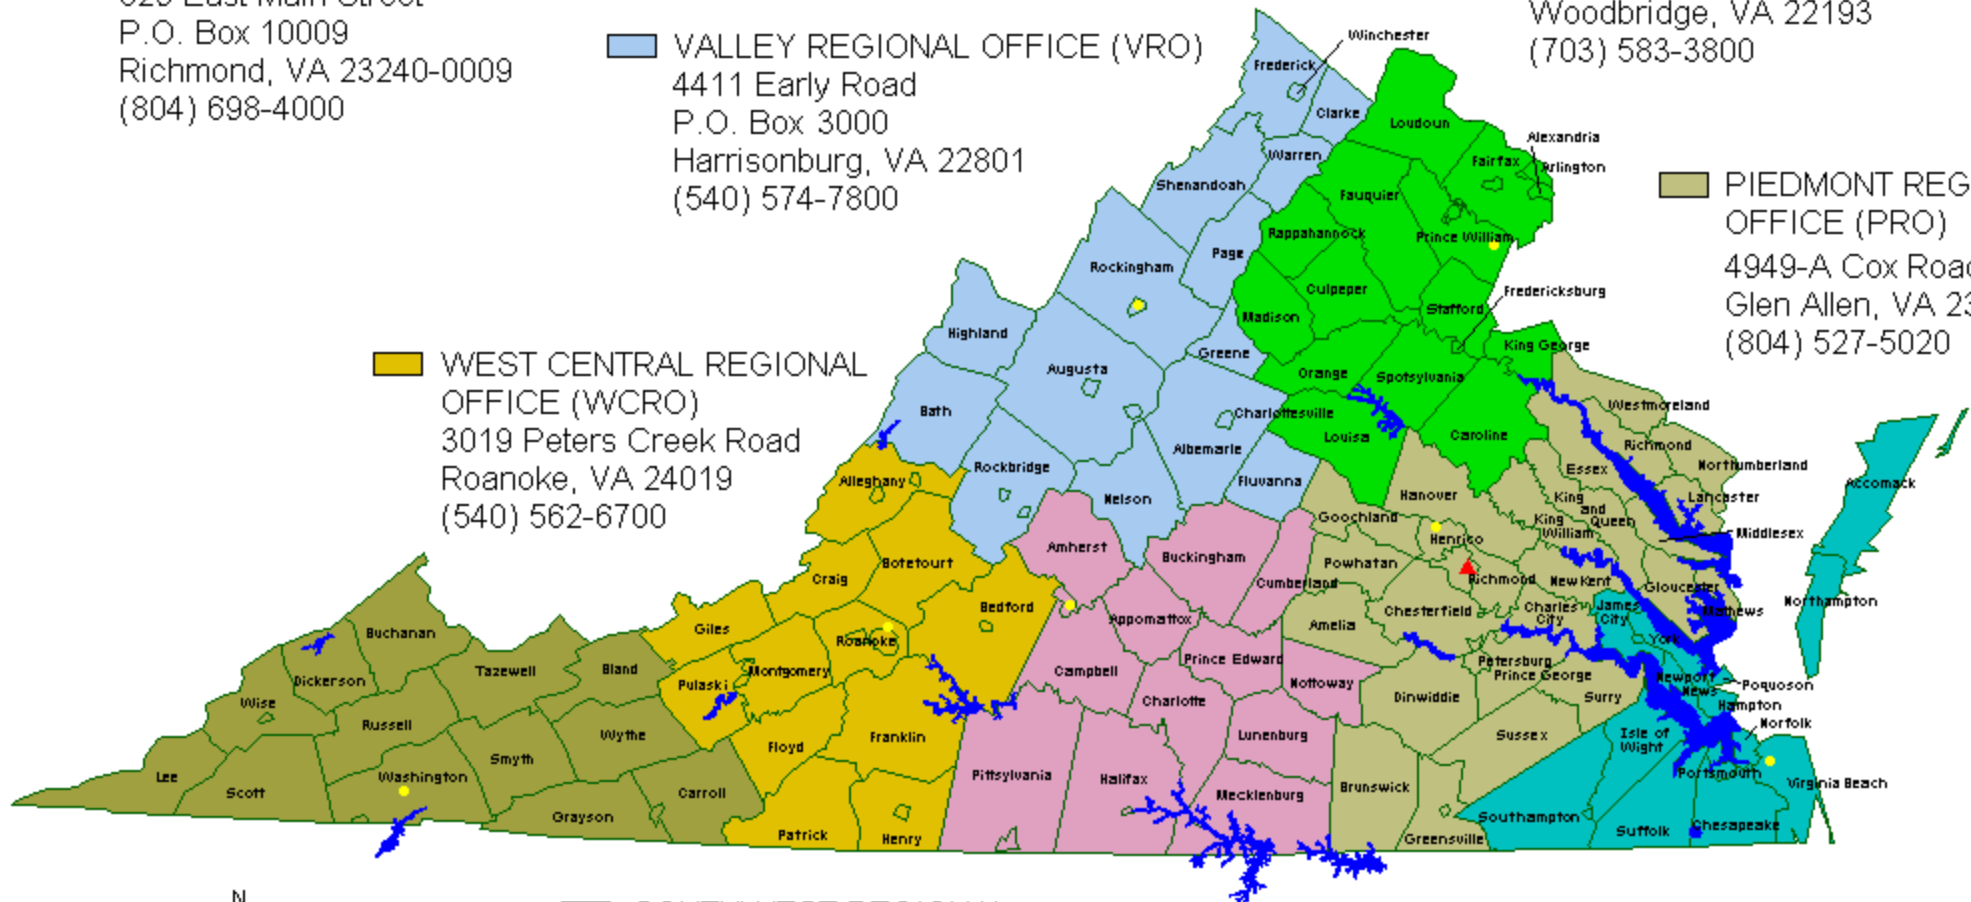 P.O. Box 10009
Richmond, VA 23240-0009
(804) 698-4000
VALLEY REGIONAL OFFICE (VRO)
4411 Early Road
P.O. Box 3000
Harrisonburg, VA 22801
(540) 574-7800
Woodbridge, VA 22193
(703) 583-3800
PIEDMONT REG
OFFICE (PRO)
4949-A Cox Road
Glen Allen, VA 23
(804) 527-5020
WEST CENTRAL REGIONAL
OFFICE (WCRO)
3019 Peters Creek Road
Roanoke, VA 24019
(540) 562-6700
Winchester
Frederick
Clarke
Loudoun
Alexandria
Warren
Fairfax
Arlington
Shenandoah
Fauquier
Rappahannock
Prince William
Page
Rockingham
Culpeper
Fredericksburg
Stafford
Madison
Highland
King George
Greene
Augusta
Orange
Spotsylvania
Westmoreland
Bath
Charlottesville
Louisa
Caroline
Richmond
Albemarle
Northumberland
Rockbridge
Essex
Alleghany
Fluvanna
Accomack
Nelson
Hanover
King
and
Queen
Lancaster
Goochland
King
William
Middlesex
Henrico
Amherst
Buckingham
Botetourt
Powhatan
Craig
Cumberland
Richmond
New Kent
Gloucester
Bedford
Northampton
Chesterfield
Charles
City
James
City
Mathews
Appomattox
Amelia
Giles
Buchanan
Roanoke
York
Prince Edward
Petersburg
Bland
Tazewell
Montgomery
Campbell
Prince George
Newport
News
Dickerson
Pulaski
Nottoway
Poquoson
Dinwiddie
Surry
Wise
Charlotte
Hampton
Russell
Norfolk
Wythe
Franklin
Lunenburg
Sussex
Isle of
Wight
Floyd
Smyth
Lee
Washington
Pittsylvania
Halifax
Portsmouth
Virginia Beach
Scott
Carroll
Brunswick
Mecklenburg
Grayson
Southampton
Chesapeake
Patrick
Henry
Greensville
Suffolk
N